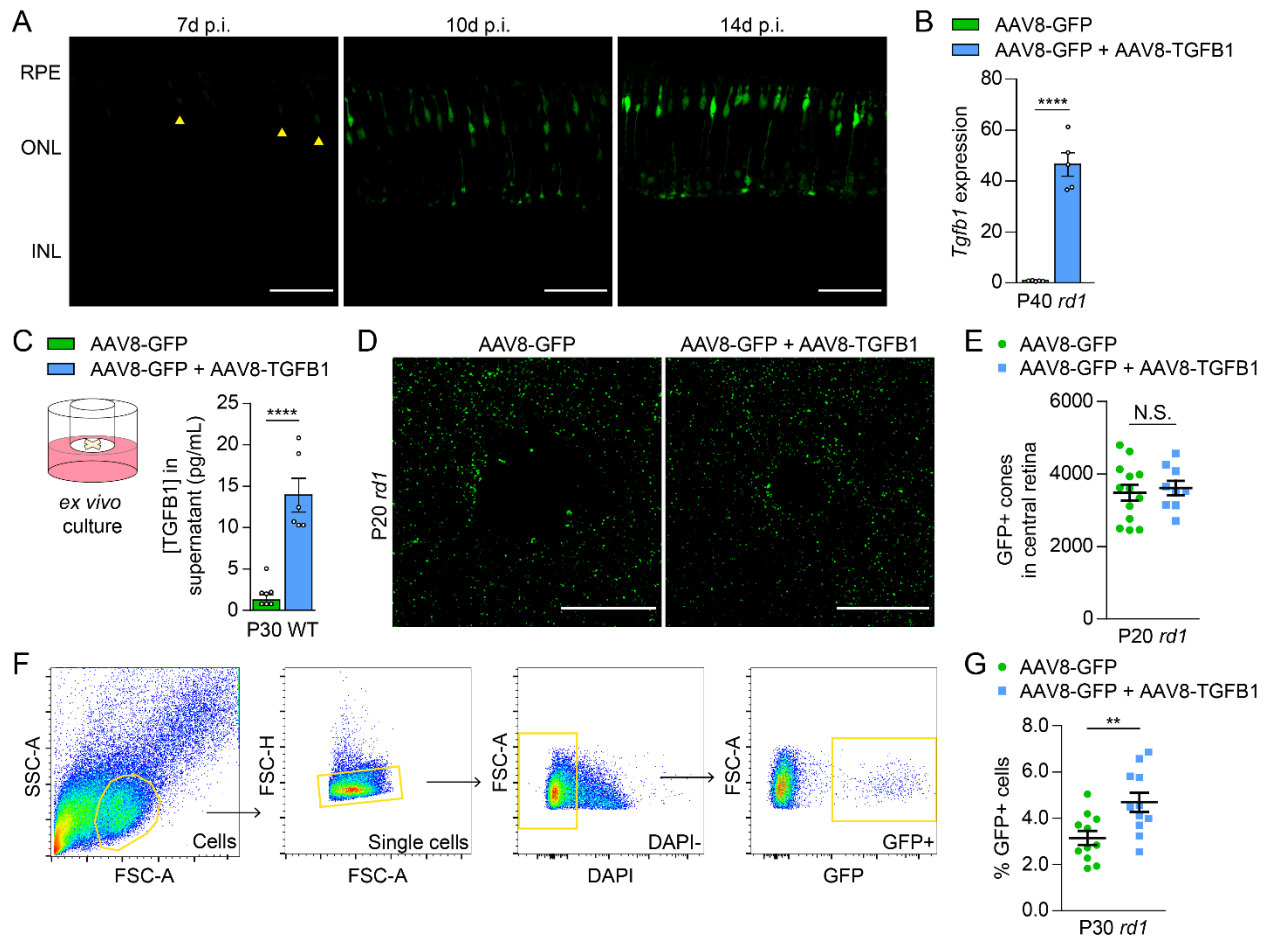 A
7d p.i.
10d p.i.
14d p.i.
RPE
ONL
INL
B
AAV8-GFP
AAV8-GFP + AAV8-TGFB1
Tgfb1 expression
80
60
40
20
0
****
P40 rd1
C
AAV8-GFP
AAV8-GFP + AAV8-TGFB1
ex vivo
culture
[TGFB1] in
supernatant (pg/mL)
25
20
15
10
5
0
****
P30 WT
D
AAV8-GFP
AAV8-GFP + AAV8-TGFB1
P20 rd1
E
AAV8-GFP
AAV8-GFP + AAV8-TGFB1
GFP+ cones
in central retina
6000
4000
2000
0
N.S.
P20 rd1
F
SSC-A
Cells
FSC-A
FSC-H
Single cells
FSC-A
FSC-A
DAPI-
DAPI
FSC-A
GFP+
GFP
G
AAV8-GFP
AAV8-GFP + AAV8-TGFB1
% GFP+ cells
8.0
6.0
4.0
2.0
0.0
**
P30 rd1